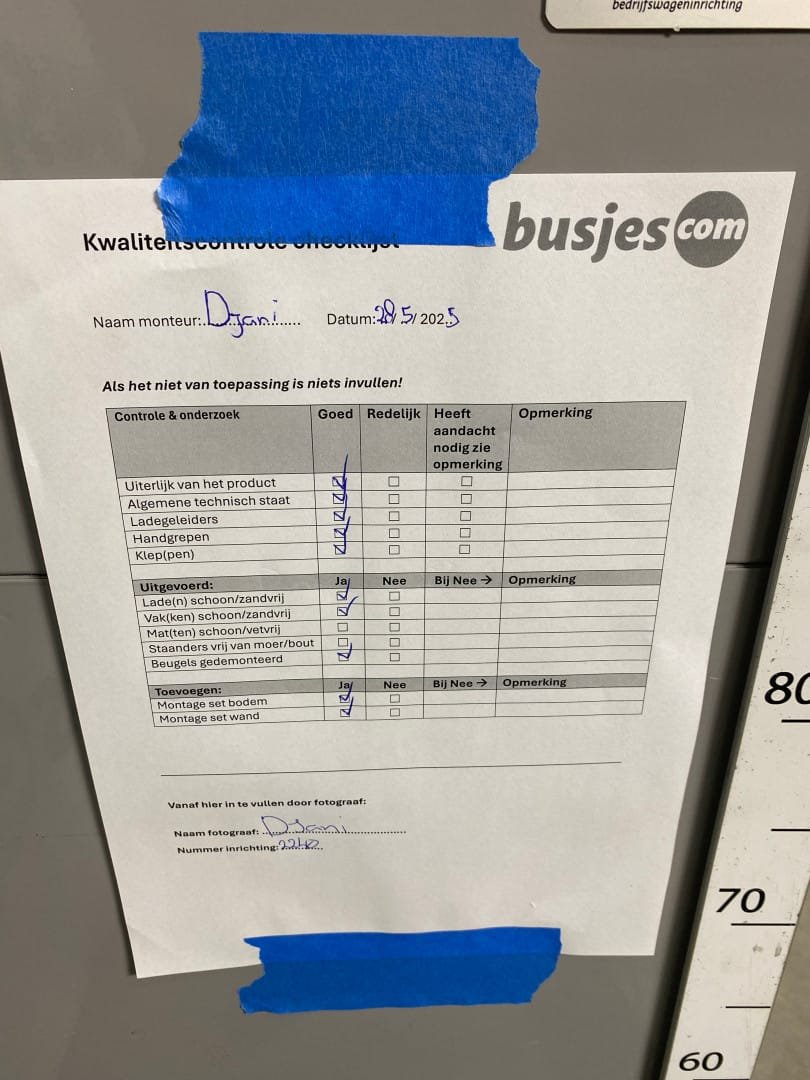 bedrijfswageninrichting
Kwaliteitscontrole checklijst
busjes.com
Naam monteur: Djani Datum: 28/5/2025
Als het niet van toepassing is niets invullen!
Controle & onderzoek Goed Redelijk Heeft aandacht nodig zie opmerking Opmerking
Uiterlijk van het product ☑ ☐ ☐
Algemene technisch staat ☑ ☐ ☐
Ladegeleiders ☑ ☐ ☐
Handgrepen ☑ ☐ ☐
Klep(pen) ☑ ☐ ☐
Uitgevoerd: Ja Nee Bij Nee → Opmerking
Lade(n) schoon/zandvrij ☑ ☐
Vak(ken) schoon/zandvrij ☑ ☐
Mat(ten) schoon/vetvrij ☐ ☐
Staanders vrij van moer/bout ☐ ☐
Beugels gedemonteerd ☑ ☐
Toevoegen: Ja Nee Bij Nee → Opmerking
Montage set bodem ☑ ☐
Montage set wand ☑ ☐
Vanaf hier in te vullen door fotograaf:
Naam fotograaf: Djani
Nummer inrichting:
80
70
60